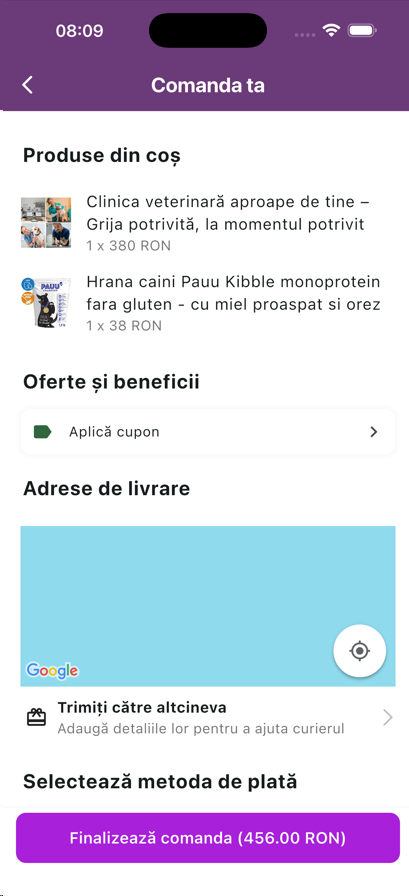 08:09
Comanda ta
Produse din coș
Clinica veterinară aproape de tine –
Grija potrivită, la momentul potrivit
1 x 380 RON
PAUU
Hrana caini Pauu Kibble monoprotein
fara gluten - cu miel proaspat si orez
1 x 38 RON
Oferte și beneficii
Aplică cupon
Adrese de livrare
Google
Trimiți către altcineva
Adaugă detaliile lor pentru a ajuta curierul
Selectează metoda de plată
Finalizează comanda (456.00 RON)